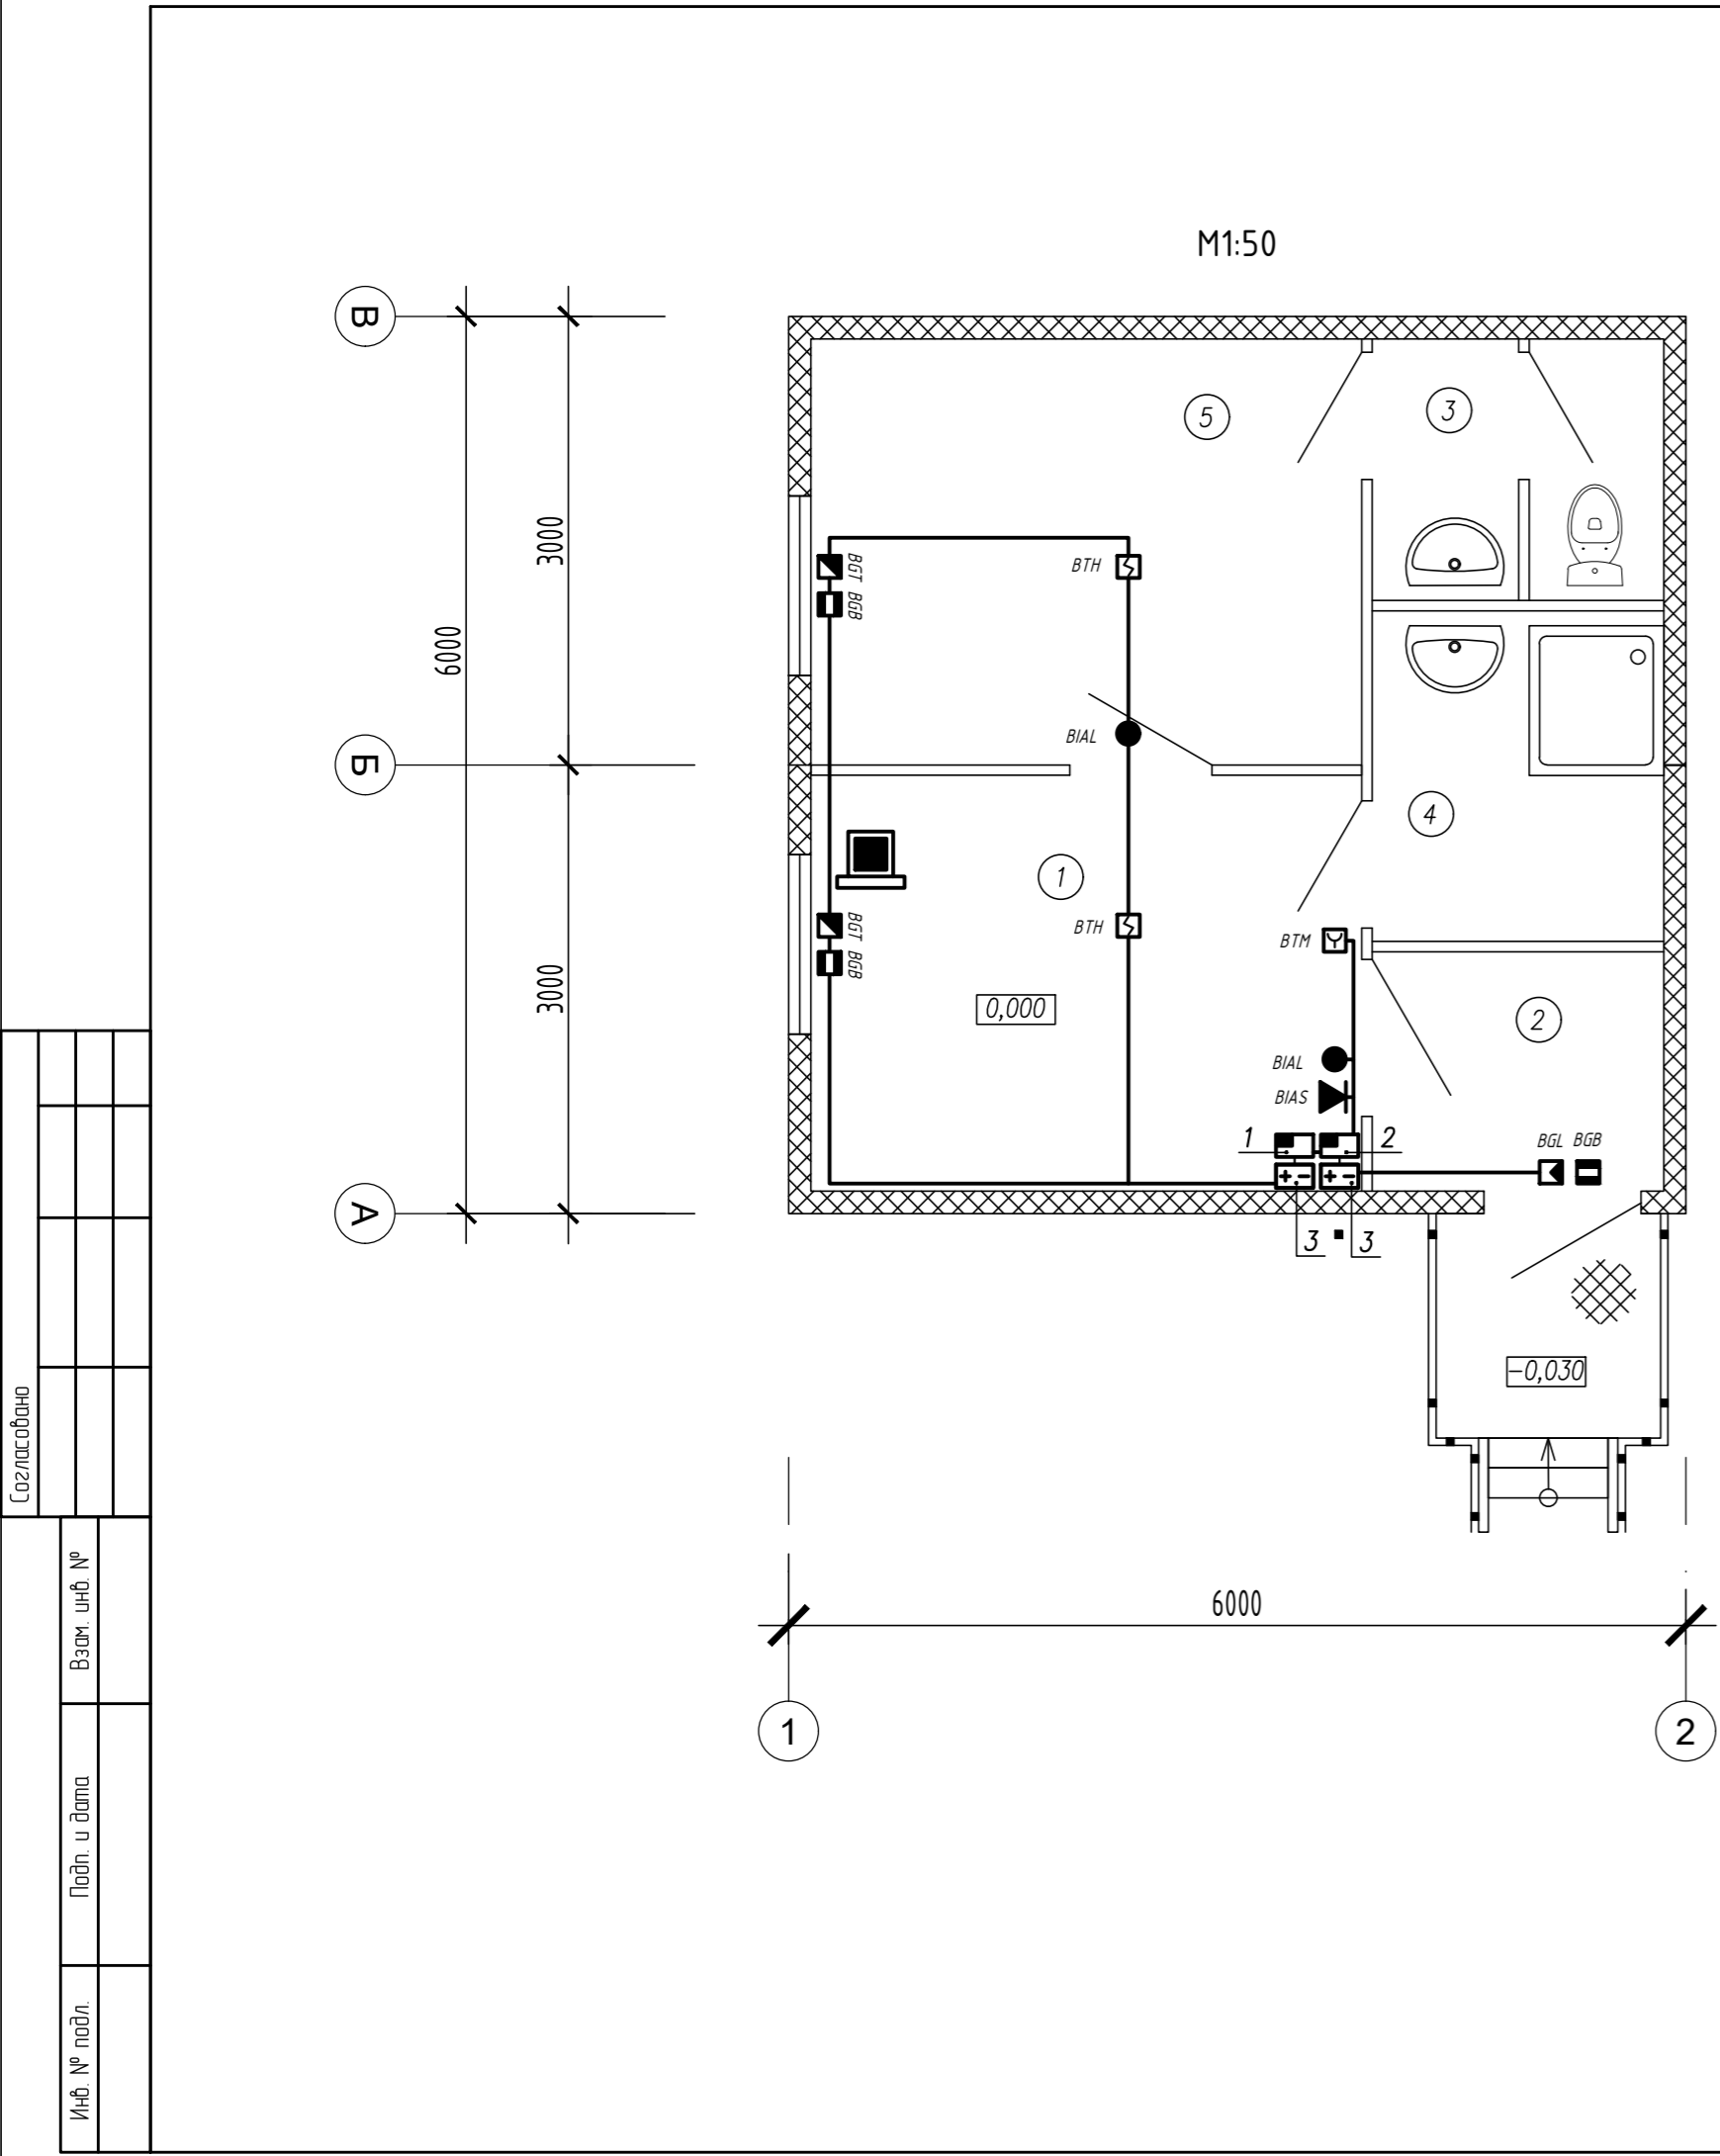 М1:50
В
6000
3000
5
3
BGT
BGB
BTH
BIAL
Б
4
1
BGT
BGB
BTH
BTM
3000
0,000
2
BIAL
BIAS
1
2
BGL
BGB
А
3
3
-0,030
Согласовано
Взам. инв. №
6000
1
2
Подп. и дата
Инв. № подл.